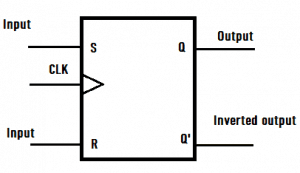 Input
S
Q
Output
CLK
Input
R
Q'
Inverted output